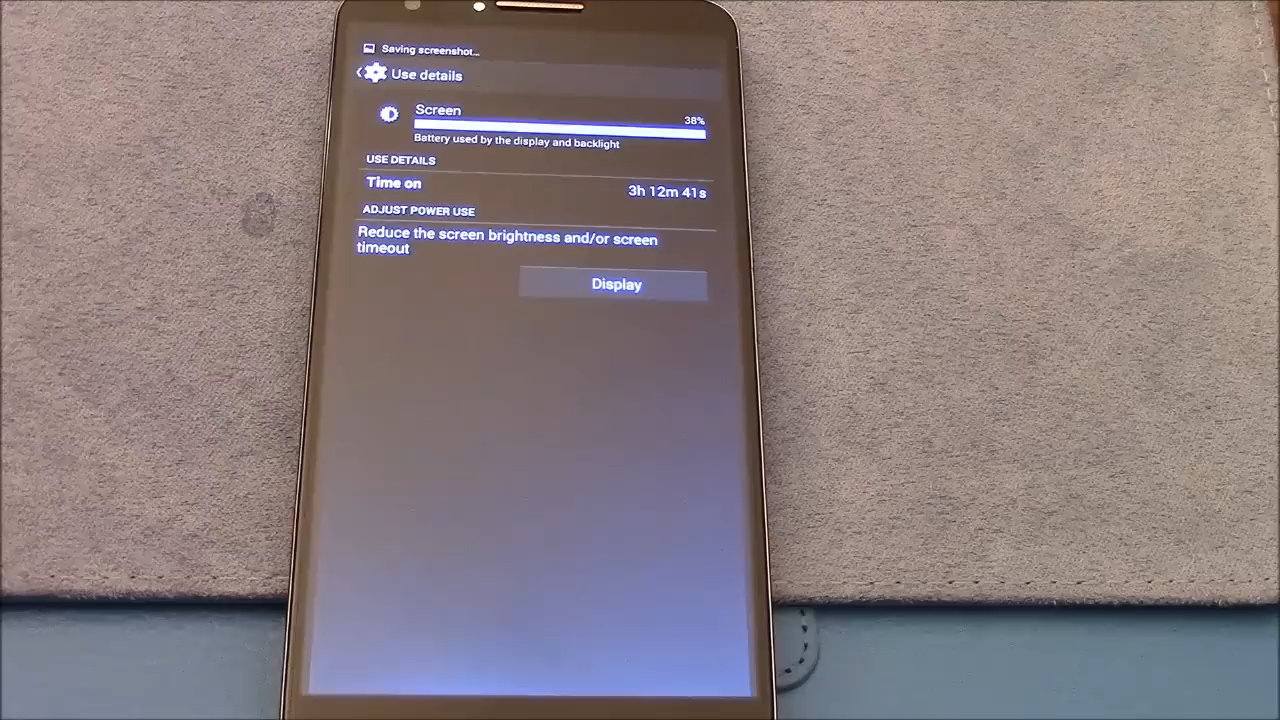 Saving screenshot...
Use details
Screen
38%
Battery used by the display and backlight
USE DETAILS
Time on
3h 12m 41s
ADJUST POWER USE
Reduce the screen brightness and/or screen
timeout
Display